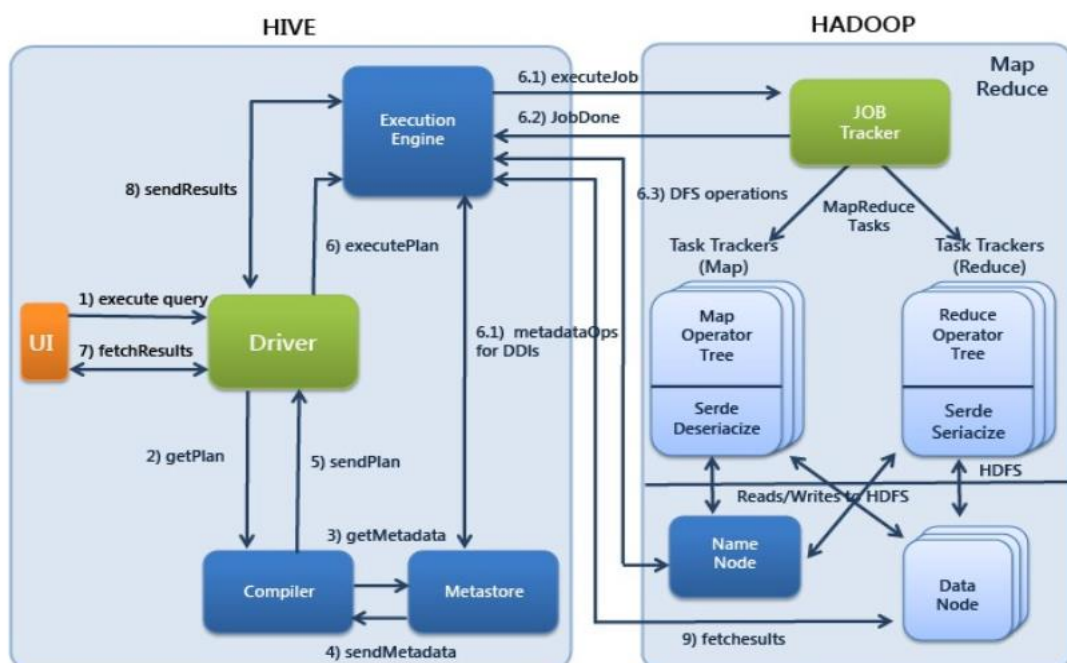 HIVE
HADOOP
Map
Reduce
Execution
Engine
6.1) executeJob
6.2) JobDone
JOB
Tracker
8) sendResults
6.3) DFS operations
MapReduce
Tasks
6) executePlan
Task Trackers
(Map)
Task Trackers
(Reduce)
1) execute query
UI
7) fetchResults
Driver
6.1) metadataOps
for DDIs
Map
Operator
Tree
Serde
Deseriacize
Reduce
Operator
Tree
Serde
Seriacize
2) getPlan
5) sendPlan
HDFS
Reads/Writes to HDFS
3) getMetadata
Compiler
Metastore
Name
Node
Data
Node
4) sendMetadata
9) fetchesults